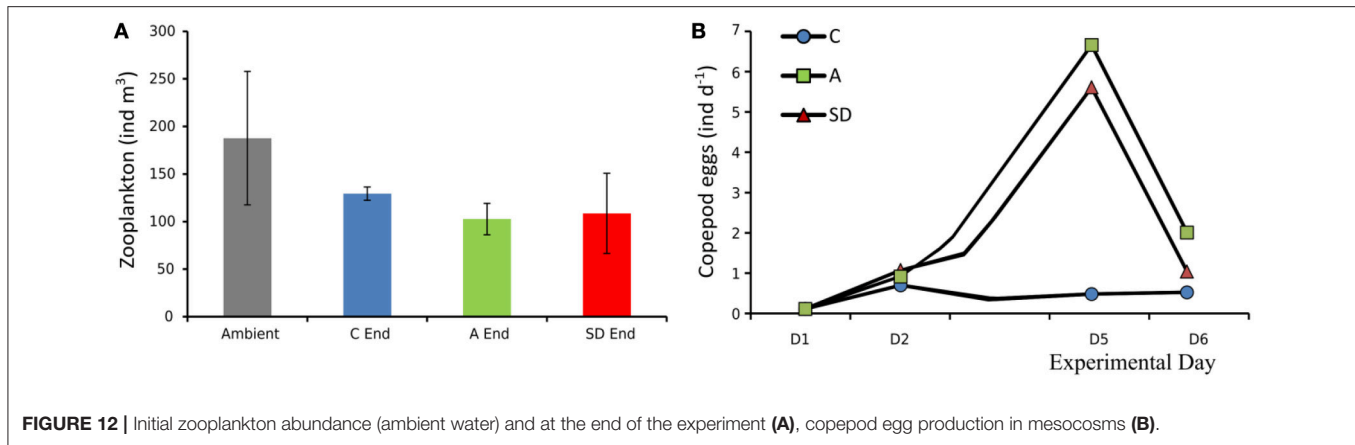 A
Zooplankton (ind m³)
300
250
200
150
100
50
0
Ambient C End A End SD End
B
Copepod eggs (ind d⁻¹)
7
6
5
4
3
2
1
0
C
A
SD
D1 D2 D5 D6
Experimental Day
FIGURE 12 | Initial zooplankton abundance (ambient water) and at the end of the experiment (A), copepod egg production in mesocosms (B).